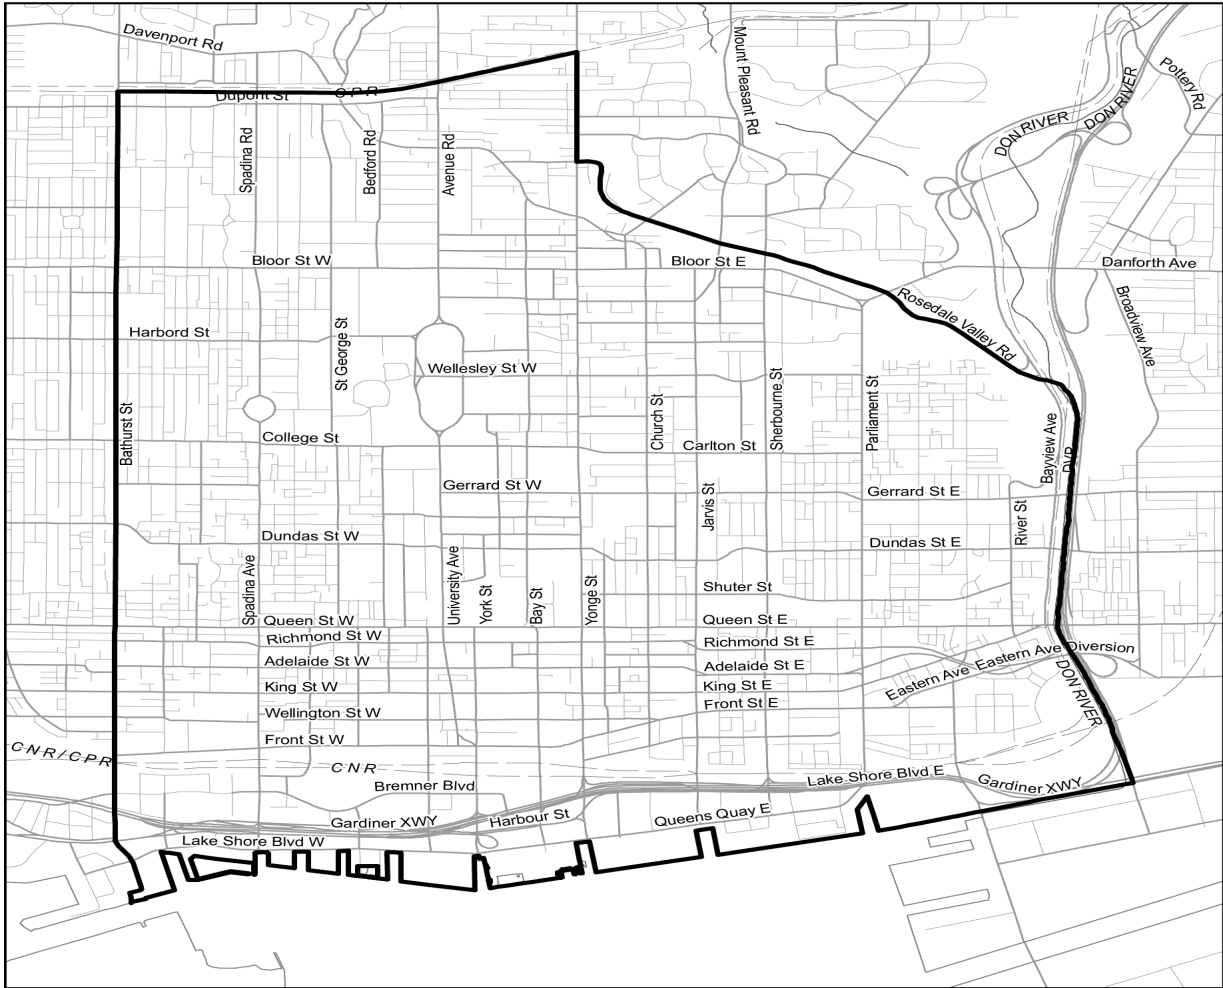 Davenport Rd
Mount Pleasant Rd
Pottery Rd
CPR
Dupont St
DON RIVER
DON RIVER
Spadina Rd
Bedford Rd
Avenue Rd
Bloor St W
Bloor St E
Danforth Ave
Rosedale Valley Rd
Broadview Ave
Harbord St
St George St
Wellesley St W
Bathurst St
Church St
Sherbourne St
Parliament St
College St
Carlton St
Bayview Ave
DVP
Gerrard St W
Gerrard St E
Jarvis St
River St
Dundas St W
Dundas St E
Spadina Ave
University Ave
York St
Bay St
Yonge St
Shuter St
Queen St W
Queen St E
Richmond St W
Richmond St E
Adelaide St W
Adelaide St E
Eastern Ave
Eastern Ave Diversion
King St W
King St E
DON RIVER
Wellington St W
Front St E
Front St W
CNR/CPR
CNR
Bremner Blvd
Lake Shore Blvd E
Gardiner XWY
Gardiner XWY
Harbour St
Queens Quay E
Lake Shore Blvd W